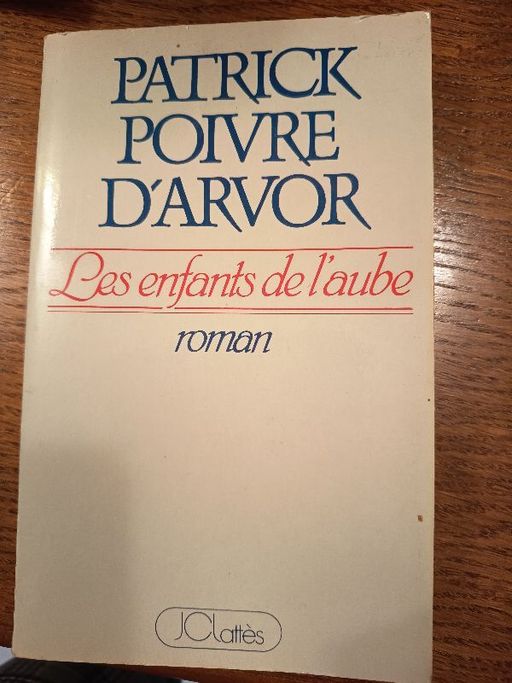 PATRICK
POIVRE
D'ARVOR
Les enfants de l'aube
roman
JCLattès